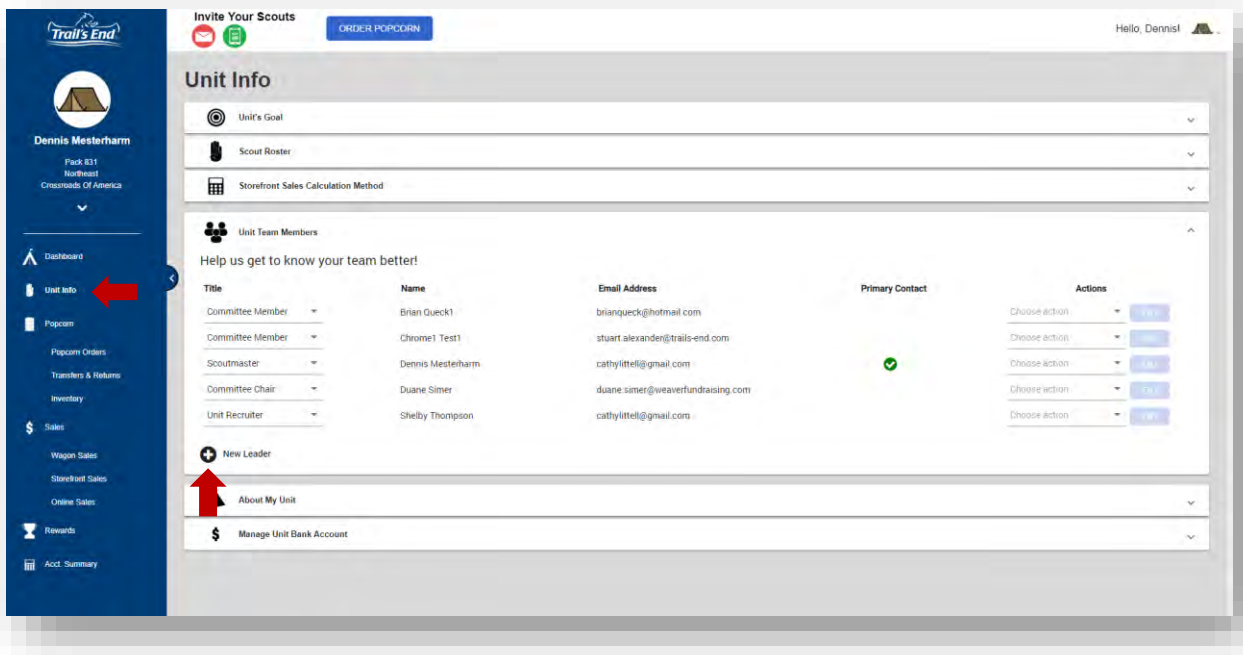 Trail's End
Invite Your Scouts
ORDER POPCORN
Hello, Dennis!
Dennis Mesterharm
Pack 831
Northeast
Crossroads Of America
Dashboard
Unit Info
Popcorn
Popcorn Orders
Transfers & Returns
Inventory
Sales
Wagon Sales
Storefront Sales
Online Sales
Rewards
Acct. Summary
Unit Info
Unit's Goal
Scout Roster
Storefront Sales Calculation Method
Unit Team Members
Help us get to know your team better!
Title Name Email Address Primary Contact Actions
Committee Member Brian Queck1 brianqueck@hotmail.com Choose action
Committee Member Chrome1 Test1 stuart.alexander@trails-end.com Choose action
Scoutmaster Dennis Mesterharm cathylittell@gmail.com Choose action
Committee Chair Duane Simer duane.simer@weaverfundraising.com Choose action
Unit Recruiter Shelby Thompson cathylittell@gmail.com Choose action
New Leader
About My Unit
Manage Unit Bank Account